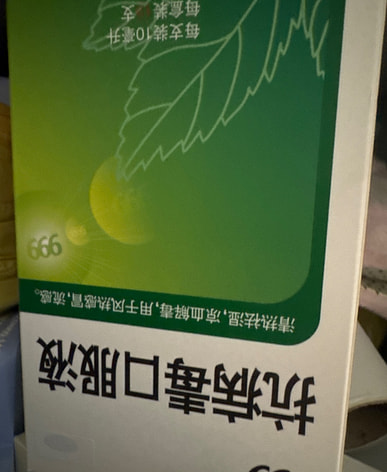 抗病毒口服液
清热祛湿，凉血解毒，用于风热感冒，流感。
999
每支装10毫升
每盒装 支